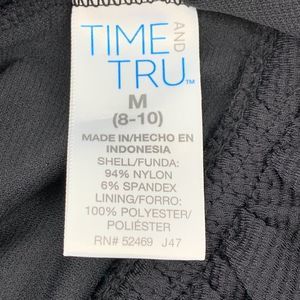 TIME AND
TRU™
M
(8-10)
MADE IN/HECHO EN
INDONESIA
SHELL/FUNDA:
94% NYLON
6% SPANDEX
LINING/FORRO:
100% POLYESTER/
POLIÉSTER
RN# 52469 J47